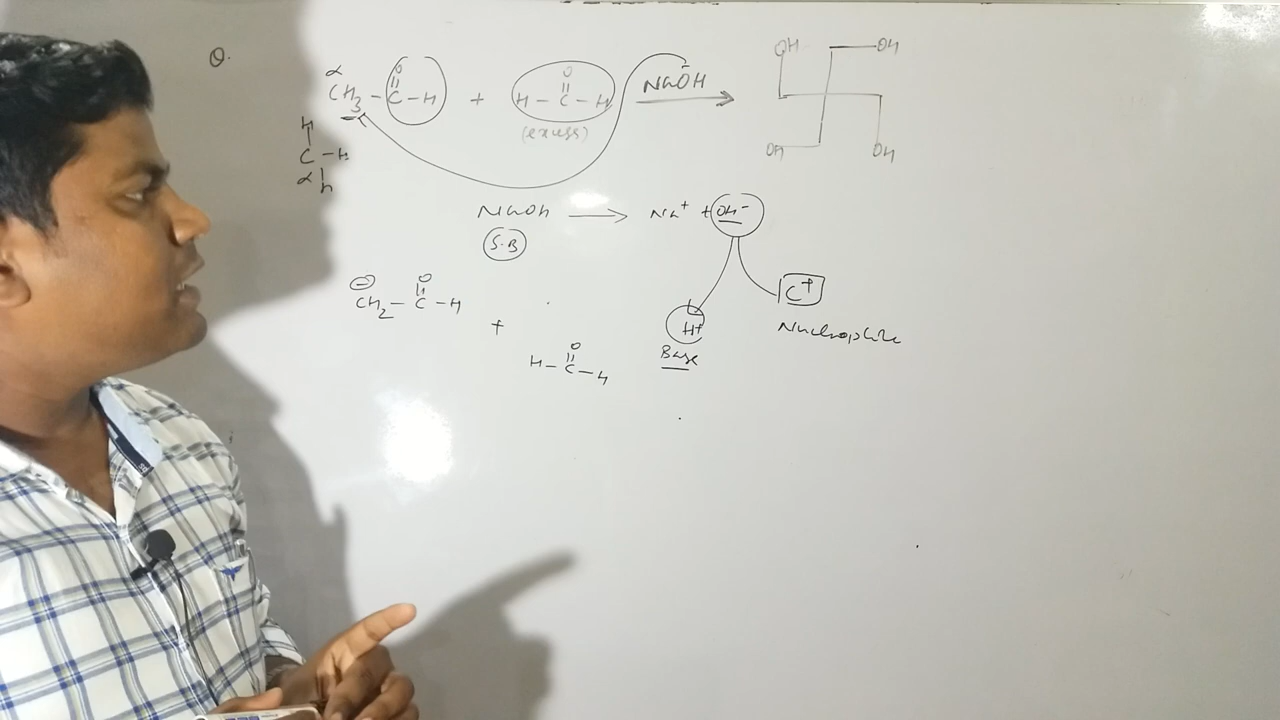 Q.
α
CH3 – C – H + H – C – H NaOH
O O
(excess)
OH OH
OH OH
H
C – H
α h
NaOH → Na+ + OH-
S.B
⊖ O
CH2 – C – H
+
O
H – C – H
H+ C+
Base Nucleophile